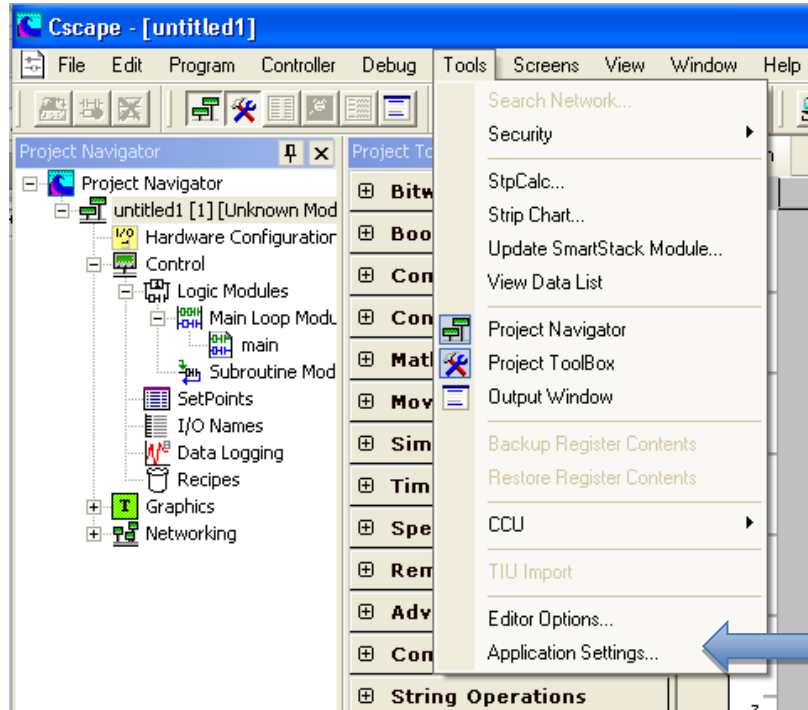 Cscape - [untitled1]
File Edit Program Controller Debug Tools Screens View Window Help
Project Navigator
Project Navigator
untitled1 [1] [Unknown Mod
Hardware Configuration
Control
Logic Modules
Main Loop Modu
main
Subroutine Mod
SetPoints
I/O Names
Data Logging
Recipes
T Graphics
Networking
Project To
Bitw
Boo
Con
Con
Mat
Mov
Sim
Tim
Spe
Rem
Adv
Con
String Operations
Search Network...
Security
StpCalc...
Strip Chart...
Update SmartStack Module...
View Data List
Project Navigator
Project ToolBox
Output Window
Backup Register Contents
Restore Register Contents
CCU
TIU Import
Editor Options...
Application Settings...